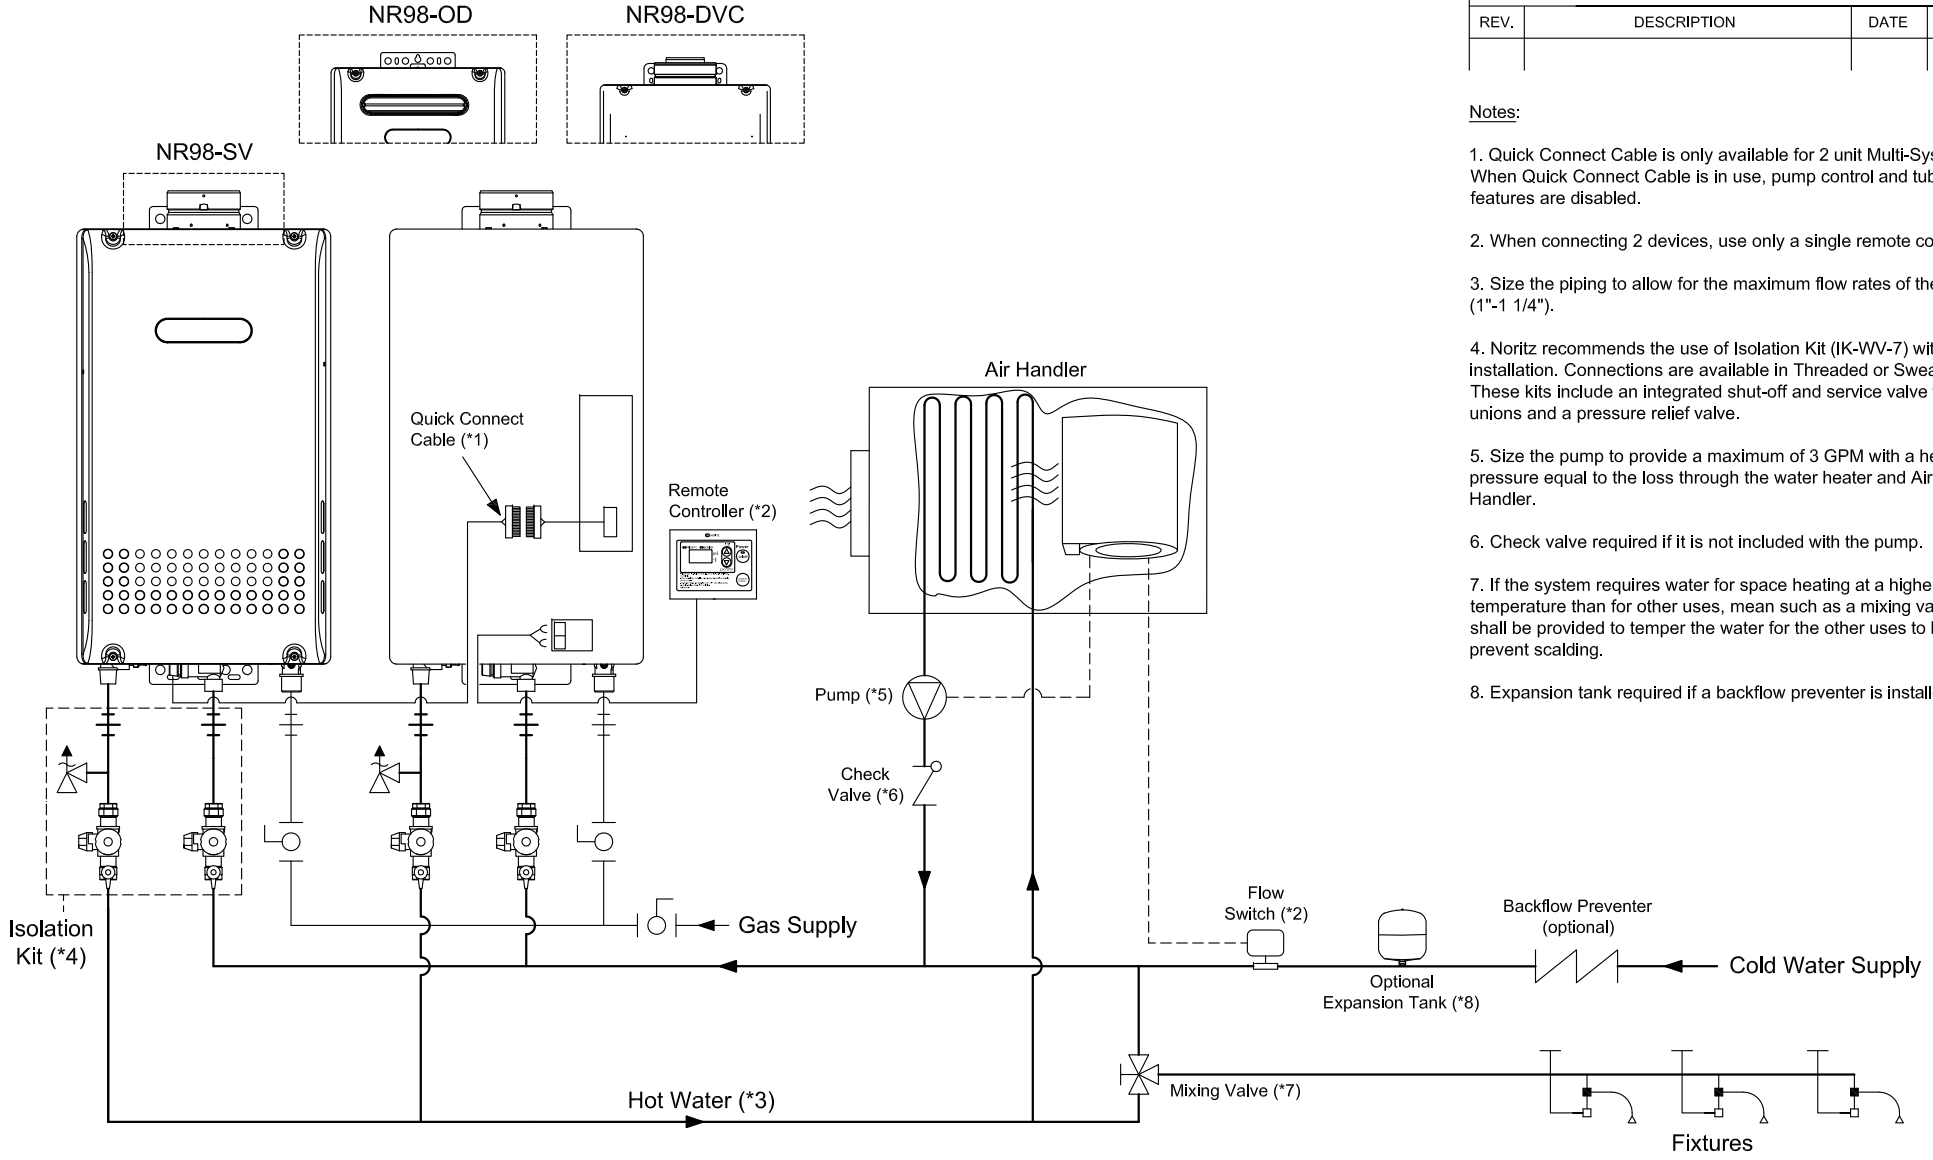 NR98-OD
NR98-DVC
NR98-SV
REV.
DESCRIPTION
DATE
Notes:
1. Quick Connect Cable is only available for 2 unit Multi-Sys
When Quick Connect Cable is in use, pump control and tub
features are disabled.
2. When connecting 2 devices, use only a single remote co
3. Size the piping to allow for the maximum flow rates of the
(1"-1 1/4").
4. Noritz recommends the use of Isolation Kit (IK-WV-7) wit
installation. Connections are available in Threaded or Swea
These kits include an integrated shut-off and service valve
unions and a pressure relief valve.
5. Size the pump to provide a maximum of 3 GPM with a he
pressure equal to the loss through the water heater and Air
Handler.
6. Check valve required if it is not included with the pump.
7. If the system requires water for space heating at a highe
temperature than for other uses, mean such as a mixing va
shall be provided to temper the water for the other uses to
prevent scalding.
8. Expansion tank required if a backflow preventer is install
Air Handler
Quick Connect
Cable (*1)
Remote
Controller (*2)
Pump (*5)
Check
Valve (*6)
Isolation
Kit (*4)
Gas Supply
Flow
Switch (*2)
Backflow Preventer
(optional)
Cold Water Supply
Optional
Expansion Tank (*8)
Mixing Valve (*7)
Hot Water (*3)
Fixtures